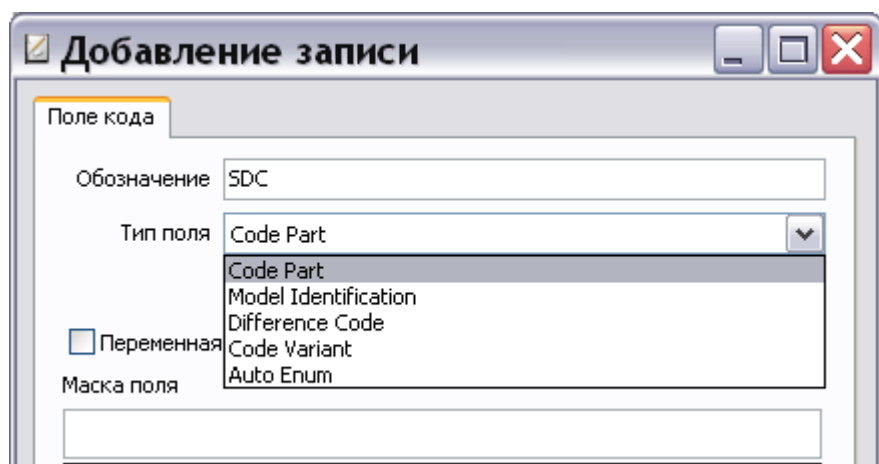 Добавление записи
Поле кода
Обозначение SDC
Тип поля Code Part
Code Part
Model Identification
Difference Code
Переменная Code Variant
Auto Enum
Маска поля